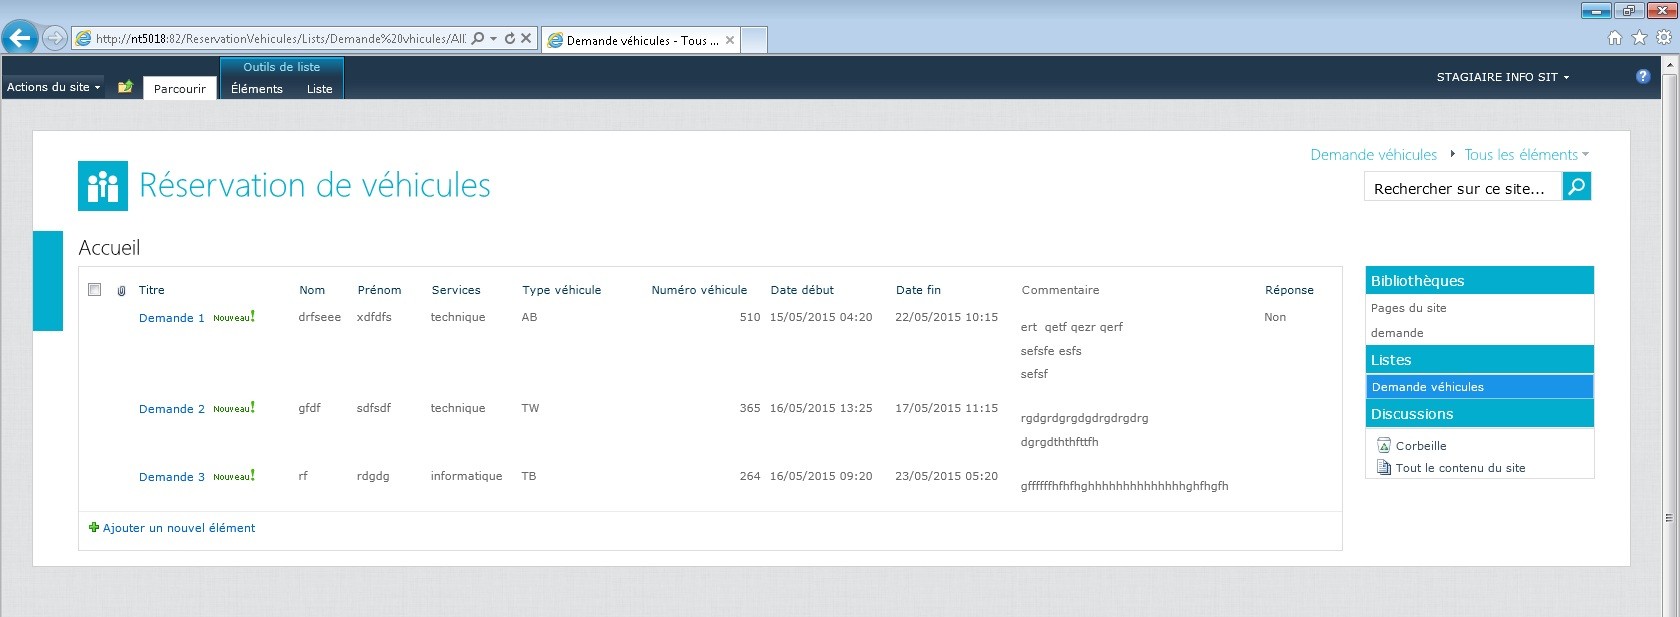 http://nt5018:82/ReservationVehicules/Lists/Demande%20vhicules/All
Demande véhicules - Tous ...
Outils de liste
Actions du site
Parcourir
Éléments
Liste
STAGIAIRE INFO SIT
Demande véhicules
Tous les éléments
Réservation de véhicules
Rechercher sur ce site...
Accueil
Titre Nom Prénom Services Type véhicule Numéro véhicule Date début Date fin Commentaire Réponse
Demande 1 Nouveau! drfseee xdfdfs technique AB 510 15/05/2015 04:20 22/05/2015 10:15 Non
ert qetf qezr qerf
sefsfe esfs
sefsf
Demande 2 Nouveau! gfdf sdfsdf technique TW 365 16/05/2015 13:25 17/05/2015 11:15
rgdgrdgrgdgdrgdrgdrg
dgrgdththfttfh
Demande 3 Nouveau! rf rdgdg informatique TB 264 16/05/2015 09:20 23/05/2015 05:20
gffffffhfhfhghhhhhhhhhhhhhhhghfhgfh
Ajouter un nouvel élément
Bibliothèques
Pages du site
demande
Listes
Demande véhicules
Discussions
Corbeille
Tout le contenu du site